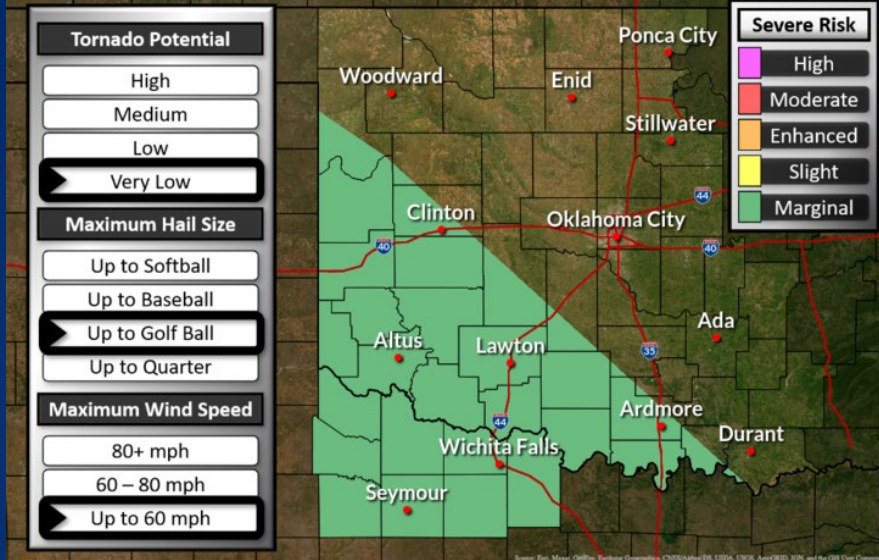 Tornado Potential
High
Medium
Low
Very Low
Maximum Hail Size
Up to Softball
Up to Baseball
Up to Golf Ball
Up to Quarter
Maximum Wind Speed
80+ mph
60 – 80 mph
Up to 60 mph
Severe Risk
High
Moderate
Enhanced
Slight
Marginal
Ponca City
Woodward
Enid
Stillwater
44
Clinton
Oklahoma City
40
40
Ada
Altus
Lawton
35
Ardmore
44
Durant
Wichita Falls
Seymour